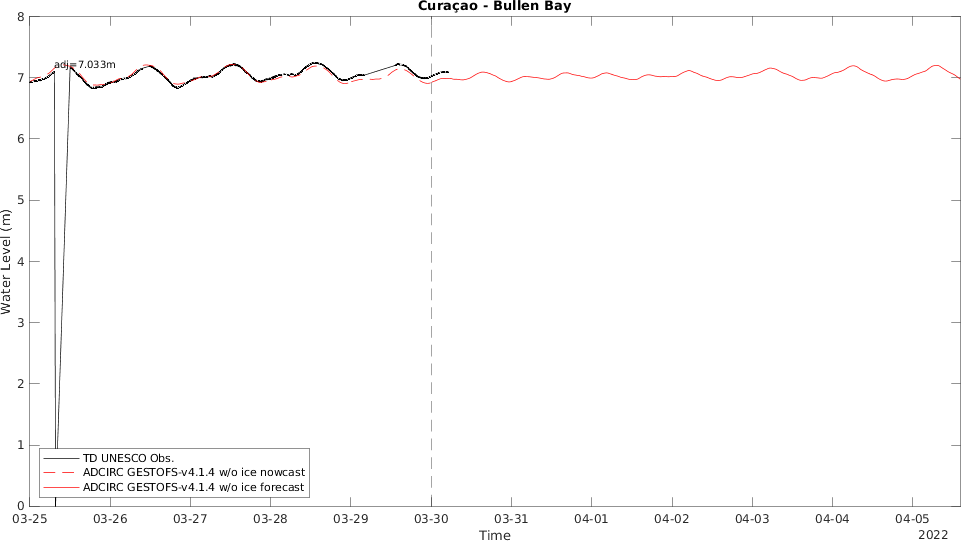 Curaçao - Bullen Bay
8
7
6
5
4
3
2
1
0
Water Level (m)
adj=7.033m
TD UNESCO Obs.
ADCIRC GESTOFS-v4.1.4 w/o ice nowcast
ADCIRC GESTOFS-v4.1.4 w/o ice forecast
03-25 03-26 03-27 03-28 03-29 03-30 03-31 04-01 04-02 04-03 04-04 04-05
Time
2022